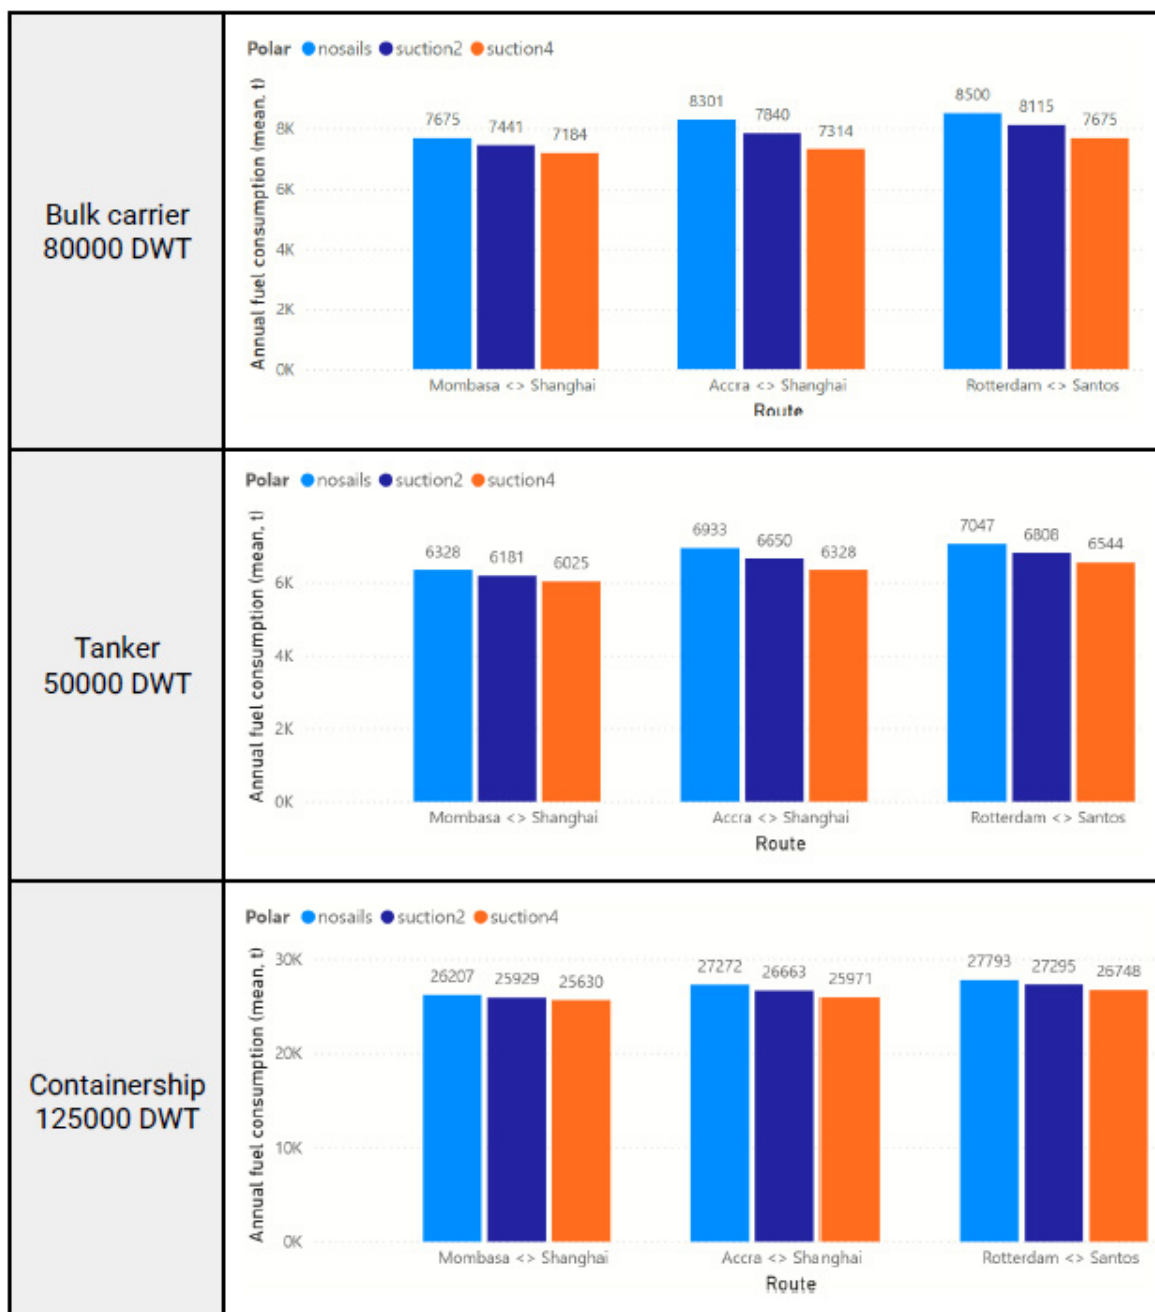 Bulk carrier
80000 DWT
Polar nosails suction2 suction4
Annual fuel consumption (mean, t)
8K
6K
4K
2K
0K
7675 7441 7184
8301 7840 7314
8500 8115 7675
Mombasa <> Shanghai Accra <> Shanghai Rotterdam <> Santos
Route
Tanker
50000 DWT
Polar nosails suction2 suction4
Annual fuel consumption (mean, t)
6K
4K
2K
0K
6328 6181 6025
6933 6650 6328
7047 6808 6544
Mombasa <> Shanghai Accra <> Shanghai Rotterdam <> Santos
Route
Containership
125000 DWT
Polar nosails suction2 suction4
Annual fuel consumption (mean, t)
30K
20K
10K
0K
26207 25929 25630
27272 26663 25971
27793 27295 26748
Mombasa <> Shanghai Accra <> Shanghai Rotterdam <> Santos
Route